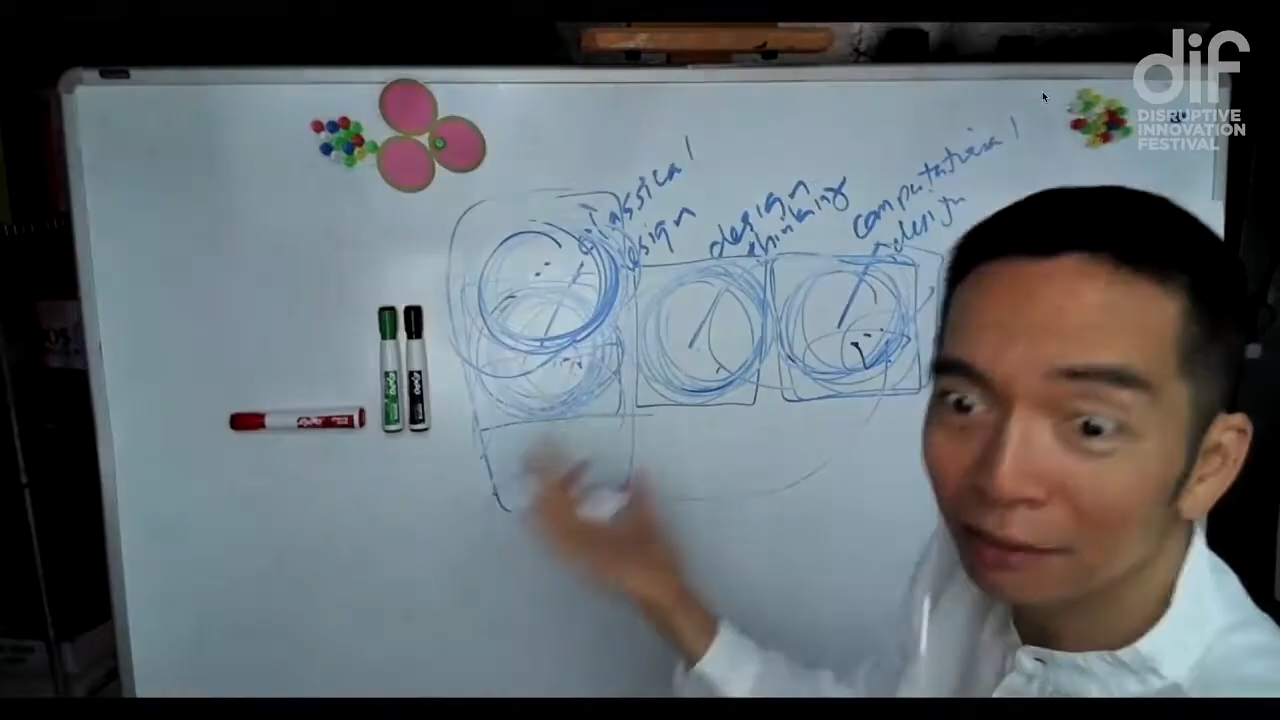 dif
DISRUPTIVE
INNOVATION
FESTIVAL
classical
design
design
thinking
computational
design
EXPO
EXPO
EXPO